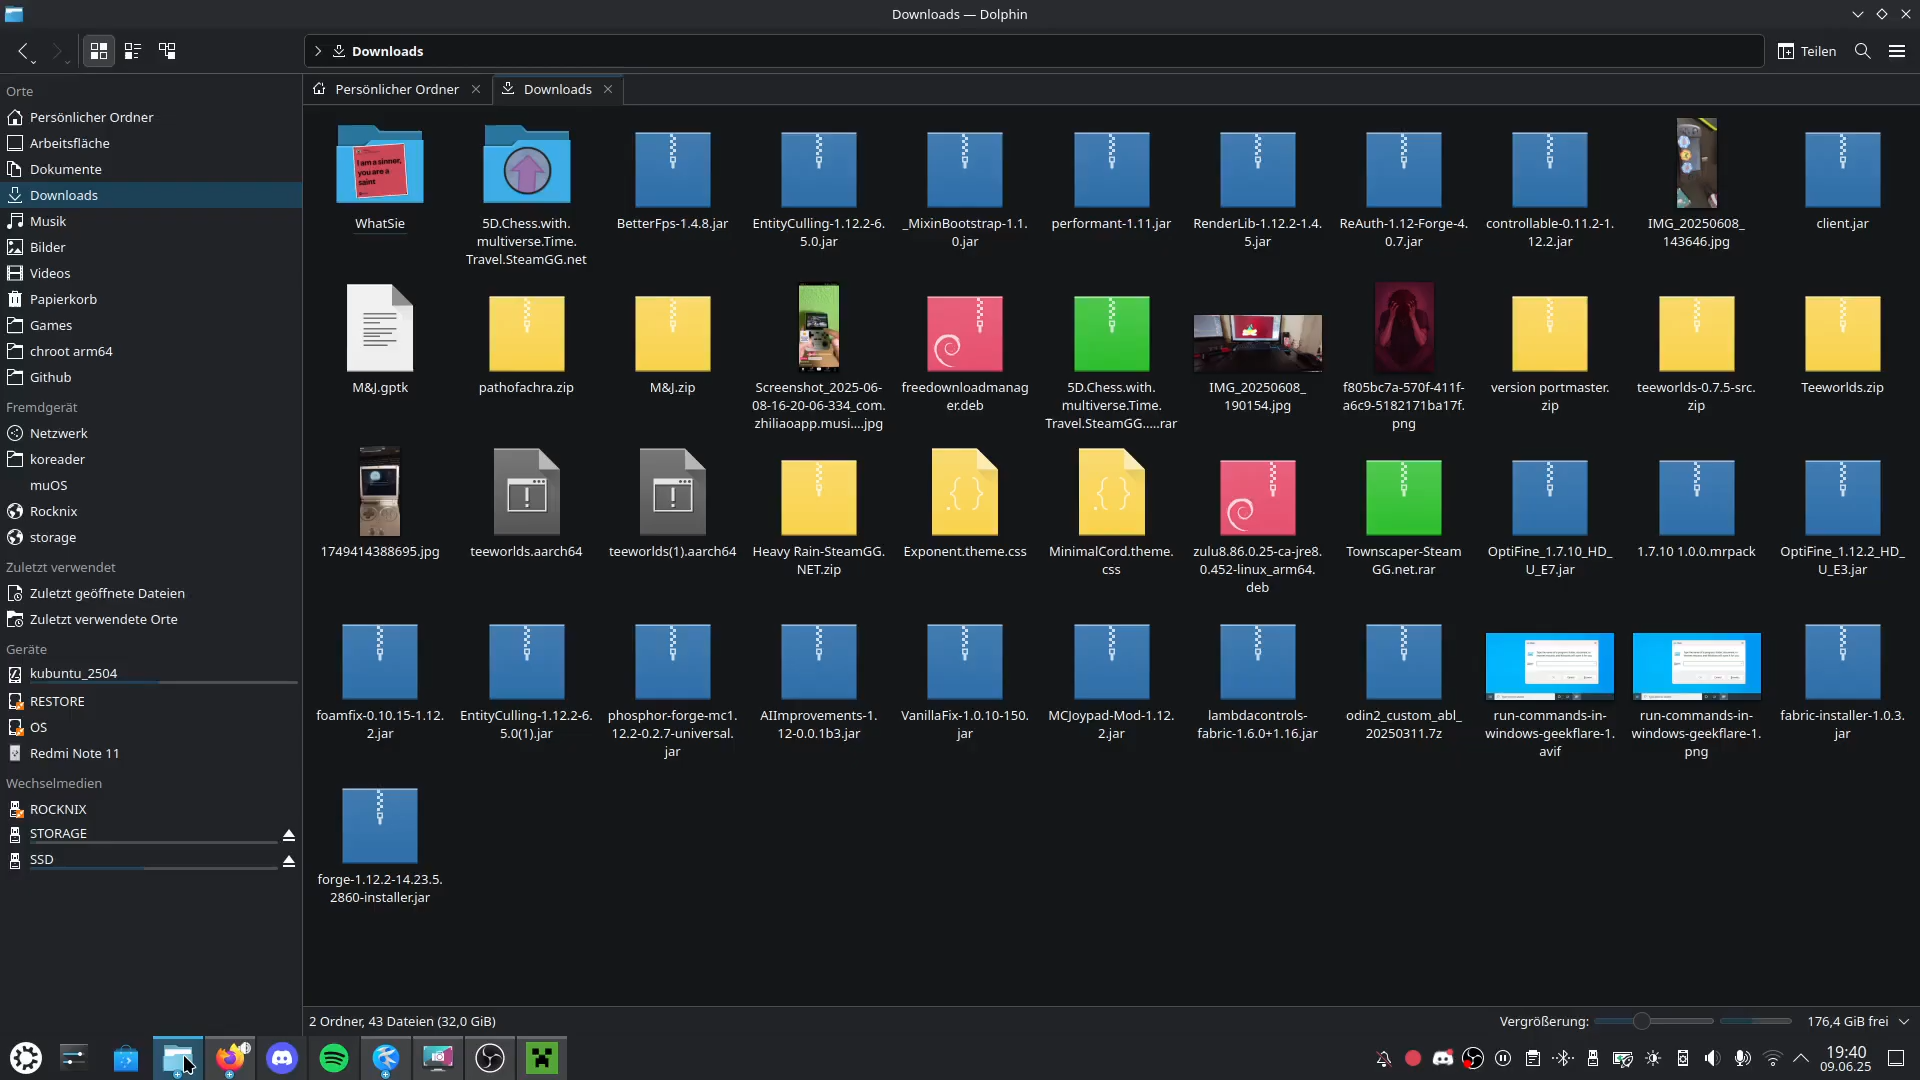 Downloads — Dolphin
Downloads
Teilen
Orte
Persönlicher Ordner
Arbeitsfläche
Dokumente
Downloads
Musik
Bilder
Videos
Papierkorb
Games
chroot arm64
Github
Fremdgerät
Netzwerk
koreader
muOS
Rocknix
storage
Zuletzt verwendet
Zuletzt geöffnete Dateien
Zuletzt verwendete Orte
Geräte
kubuntu_2504
RESTORE
OS
Redmi Note 11
Wechselmedien
ROCKNIX
STORAGE
SSD
Persönlicher Ordner
Downloads
I am a sinner,
you are a
saint
WhatSie
5D.Chess.with.
multiverse.Time.
Travel.SteamGG.net
BetterFps-1.4.8.jar
EntityCulling-1.12.2-6.
5.0.jar
_MixinBootstrap-1.1.
0.jar
performant-1.11.jar
RenderLib-1.12.2-1.4.
5.jar
ReAuth-1.12-Forge-4.
0.7.jar
controllable-0.11.2-1.
12.2.jar
IMG_20250608_
143646.jpg
client.jar
M&J.gptk
pathofachra.zip
M&J.zip
Screenshot_2025-06-
08-16-20-06-334_com.
zhiliaoapp.musi....jpg
freedownloadmanag
er.deb
5D.Chess.with.
multiverse.Time.
Travel.SteamGG.....rar
IMG_20250608_
190154.jpg
f805bc7a-570f-411f-
a6c9-5182171ba17f.
png
version portmaster.
zip
teeworlds-0.7.5-src.
zip
Teeworlds.zip
1749414388695.jpg
teeworlds.aarch64
teeworlds(1).aarch64
Heavy Rain-SteamGG.
NET.zip
Exponent.theme.css
MinimalCord.theme.
css
zulu8.86.0.25-ca-jre8.
0.452-linux_arm64.
deb
Townscaper-Steam
GG.net.rar
OptiFine_1.7.10_HD_
U_E7.jar
1.7.10 1.0.0.mrpack
OptiFine_1.12.2_HD_
U_E3.jar
foamfix-0.10.15-1.12.
2.jar
EntityCulling-1.12.2-6.
5.0(1).jar
phosphor-forge-mc1.
12.2-0.2.7-universal.
jar
AIImprovements-1.
12-0.0.1b3.jar
VanillaFix-1.0.10-150.
jar
MCJoypad-Mod-1.12.
2.jar
lambdacontrols-
fabric-1.6.0+1.16.jar
odin2_custom_abl_
20250311.7z
run-commands-in-
windows-geekflare-1.
avif
run-commands-in-
windows-geekflare-1.
png
fabric-installer-1.0.3.
jar
forge-1.12.2-14.23.5.
2860-installer.jar
2 Ordner, 43 Dateien (32,0 GiB)
Vergrößerung:
176,4 GiB frei
19:40
09.06.25